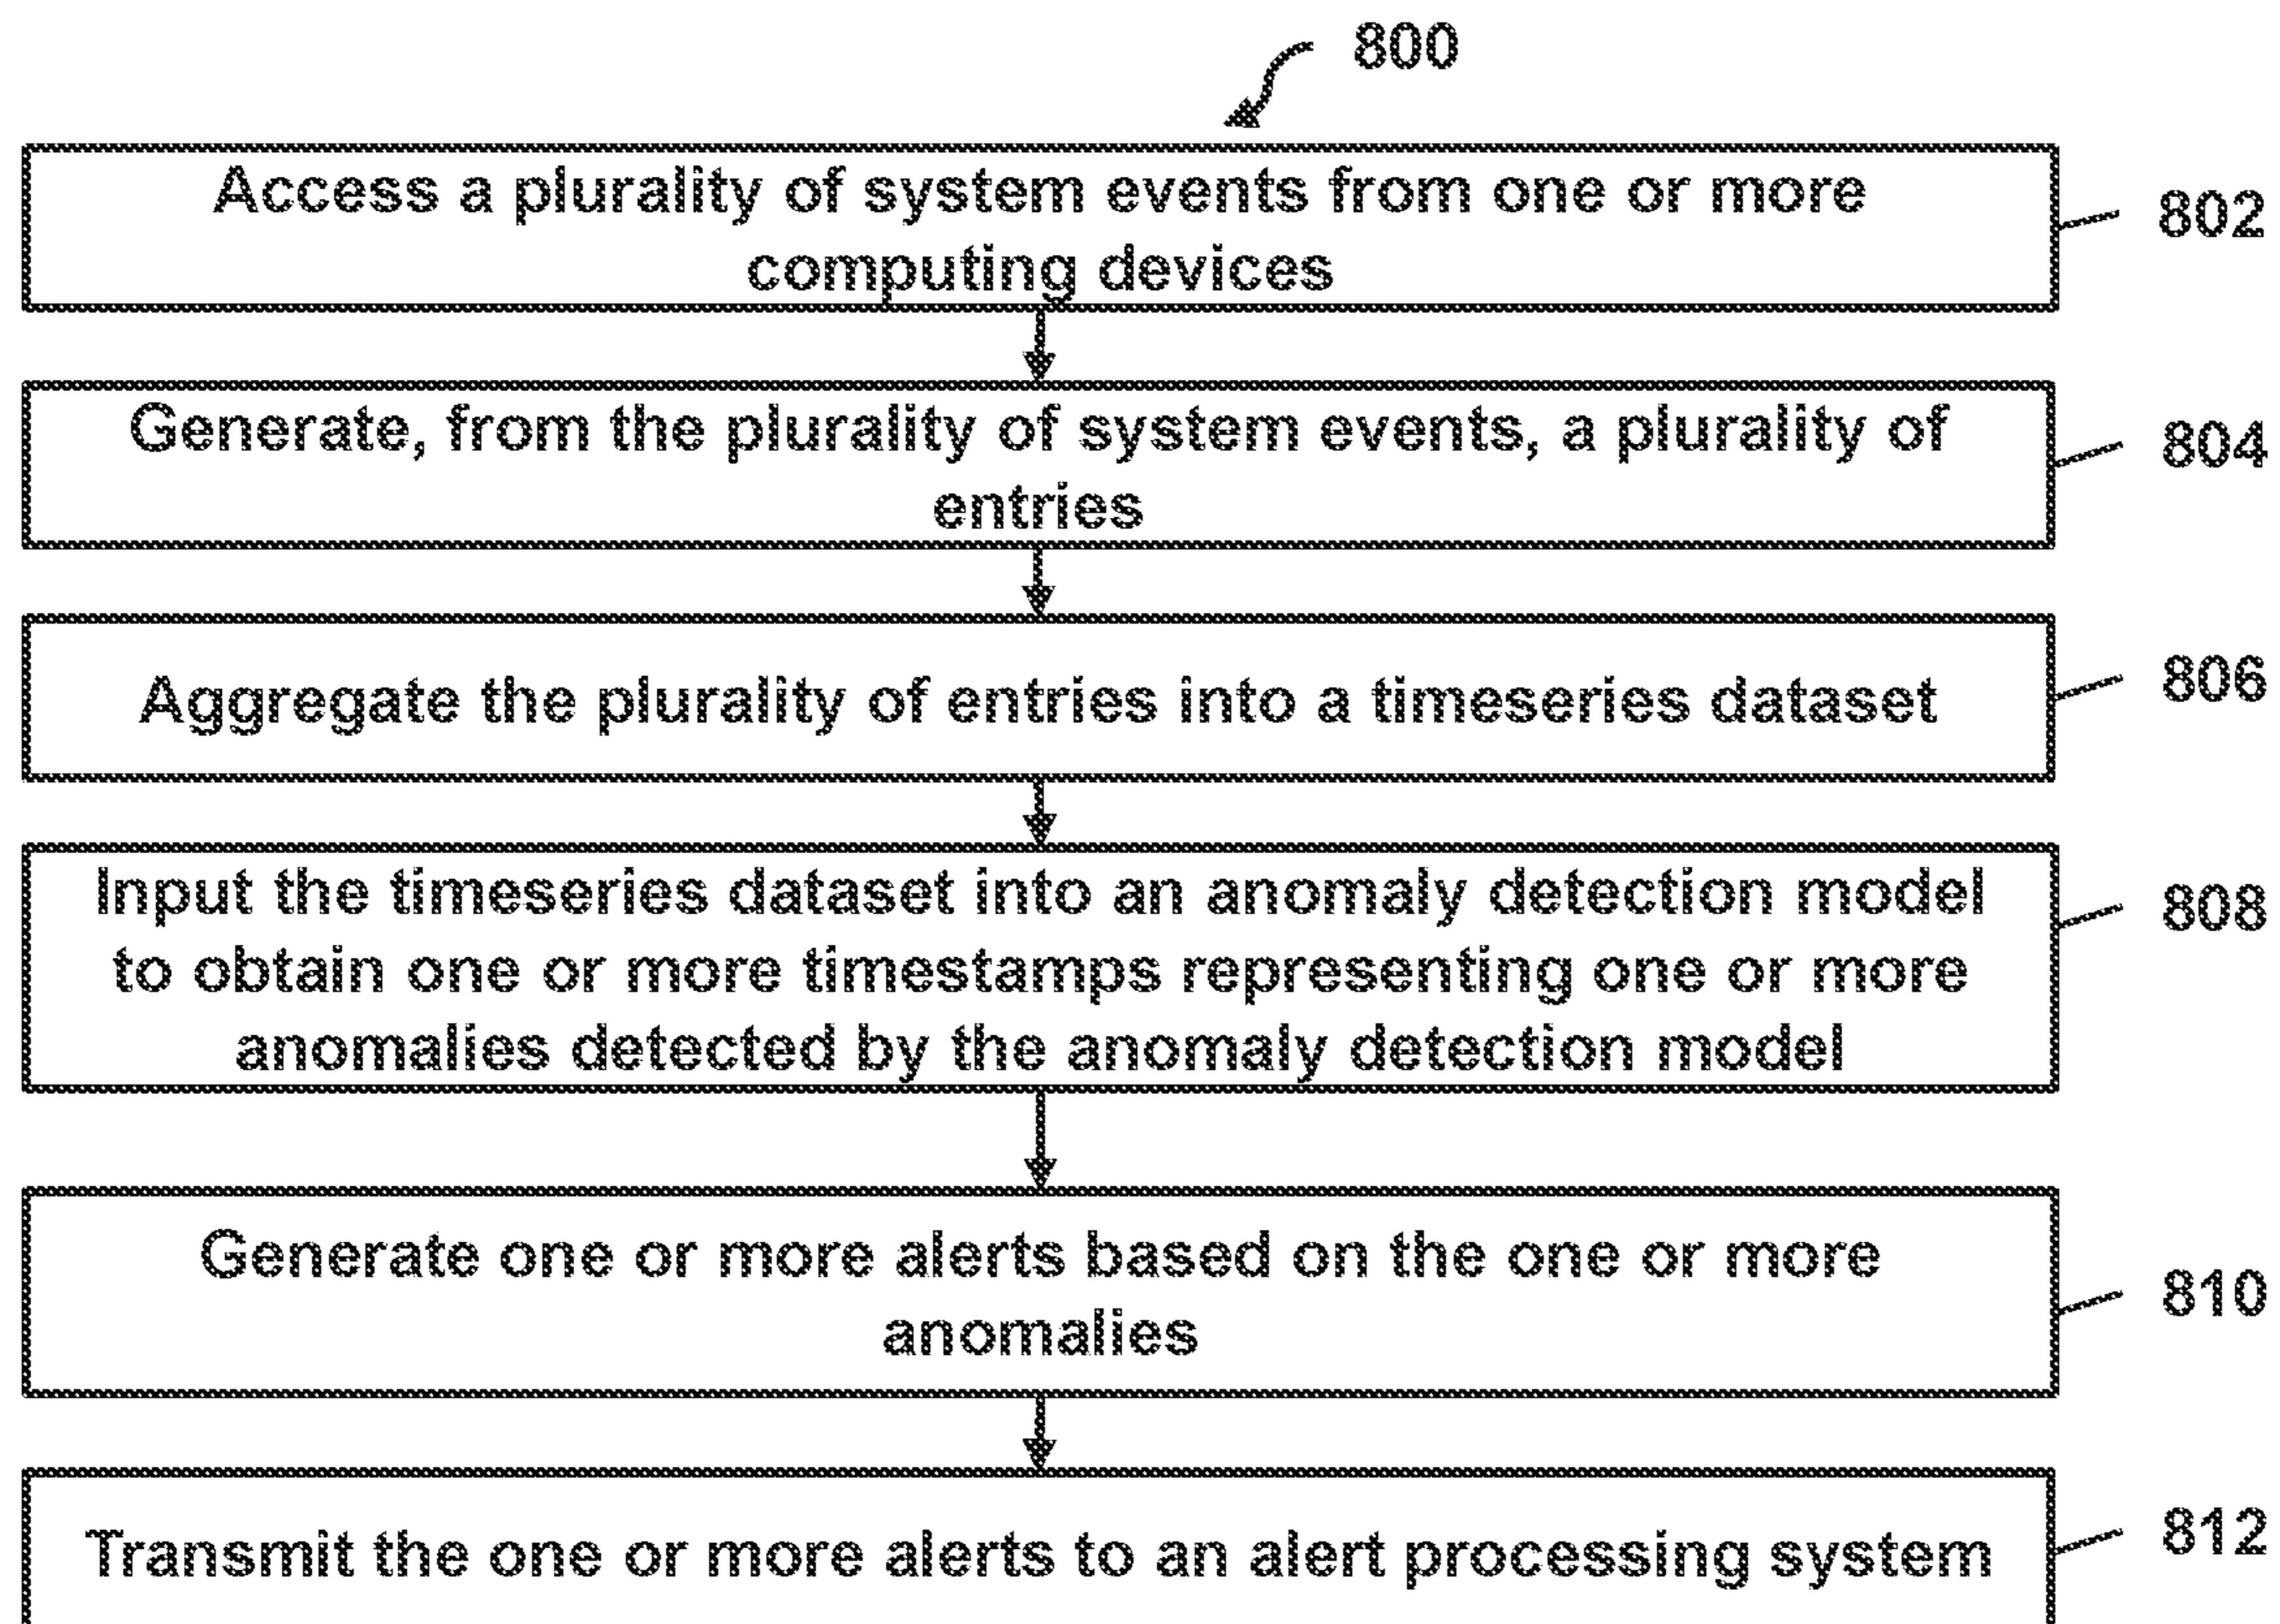 800
Access a plurality of system events from one or more
computing devices
802
Generate, from the plurality of system events, a plurality of
entries
804
Aggregate the plurality of entries into a timeseries dataset
806
Input the timeseries dataset into an anomaly detection model
to obtain one or more timestamps representing one or more
anomalies detected by the anomaly detection model
808
Generate one or more alerts based on the one or more
anomalies
810
Transmit the one or more alerts to an alert processing system
812